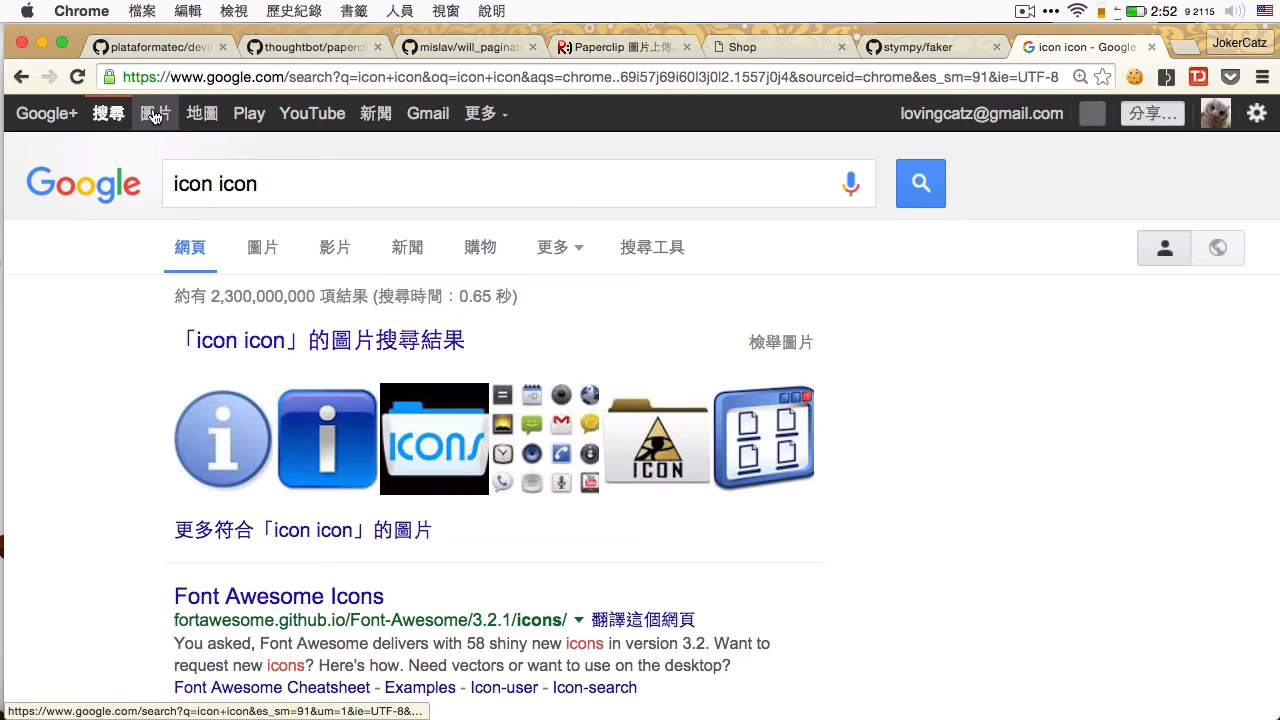 Chrome 檔案 編輯 檢視 歷史紀錄 書籤 人員 視窗 說明 2:52 9 2115
plataformatec/devi thoughtbot/paperc mislav/will_paginat Paperclip 圖片上傳 Shop stympy/faker icon icon - Google JokerCatz
https://www.google.com/search?q=icon+icon&oq=icon+icon&aqs=chrome..69i57j69i60l3j0l2.1557j0j4&sourceid=chrome&es_sm=91&ie=UTF-8
Google+ 搜尋 圖片 地圖 Play YouTube 新聞 Gmail 更多 lovingcatz@gmail.com 分享...
Google icon icon
網頁 圖片 影片 新聞 購物 更多 搜尋工具
約有 2,300,000,000 項結果 (搜尋時間：0.65 秒)
「icon icon」的圖片搜尋結果 檢舉圖片
i i ICONS ICON
更多符合「icon icon」的圖片
Font Awesome Icons
fortawesome.github.io/Font-Awesome/3.2.1/icons/ 翻譯這個網頁
You asked, Font Awesome delivers with 58 shiny new icons in version 3.2. Want to
request new icons? Here's how. Need vectors or want to use on the desktop?
Font Awesome Cheatsheet - Examples - Icon-user - Icon-search
https://www.google.com/search?q=icon+icon&es_sm=91&um=1&ie=UTF-8&...